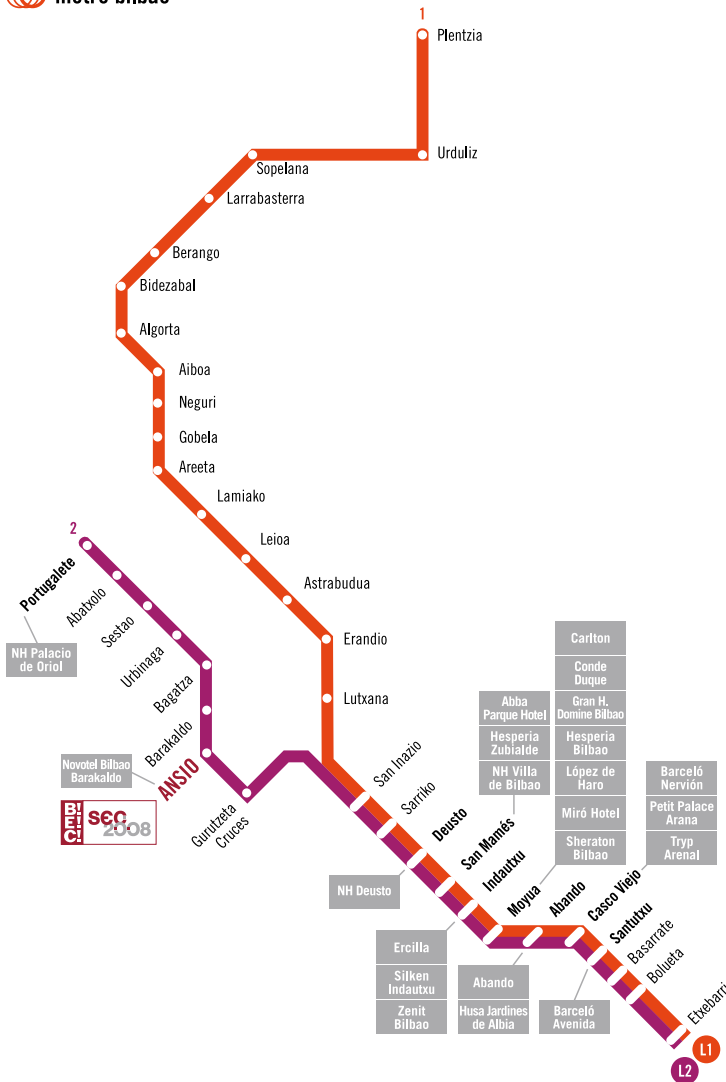 metro bilbao
1
Plentzia
Urduliz
Sopelana
Larrabasterra
Berango
Bidezabal
Algorta
Aiboa
Neguri
Gobela
Areeta
Lamiako
Leioa
Astrabudua
Erandio
Lutxana
2
Portugalete
Abatxolo
Sestao
Urbinaga
Bagatza
Barakaldo
ANSIO
Gurutzeta
Cruces
NH Palacio
de Oriol
Novotel Bilbao
Barakaldo
B!
E!C!
sec
2008
San Inazio
Sarriko
Deusto
San Mamés
Indautxu
Moyua
Abando
Casco Viejo
Santutxu
Basarrate
Bolueta
Etxebarri
Abba
Parque Hotel
Hesperia
Zubialde
NH Villa
de Bilbao
Carlton
Conde
Duque
Gran H.
Domine Bilbao
Hesperia
Bilbao
López de
Haro
Miró Hotel
Sheraton
Bilbao
Barceló
Nervión
Petit Palace
Arana
Tryp
Arenal
NH Deusto
Ercilla
Silken
Indautxu
Zenit
Bilbao
Abando
Husa Jardines
de Albia
Barceló
Avenida
L1
L2